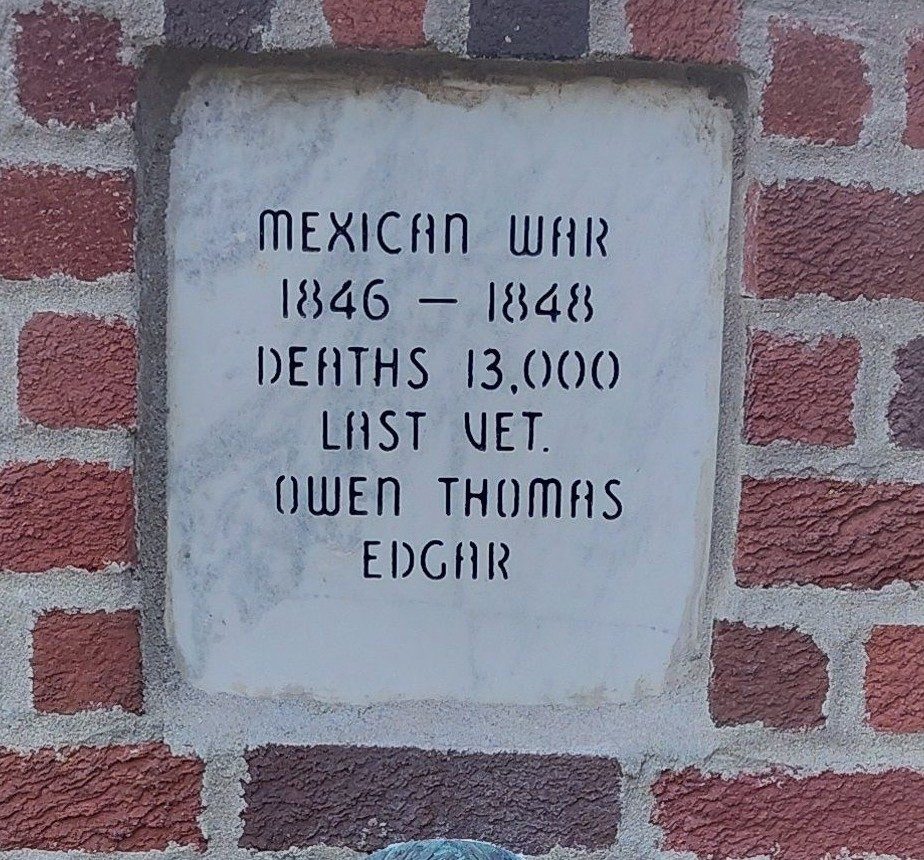 MEXICAN WAR
1846 — 1848
DEATHS 13,000
LAST VET.
OWEN THOMAS
EDGAR